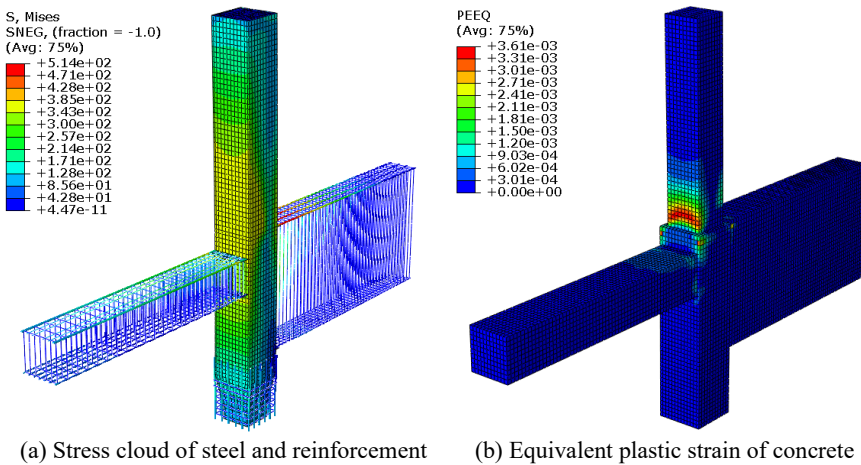 S, Mises
SNEG, (fraction = -1.0)
(Avg: 75%)
+5.14e+02
+4.71e+02
+4.28e+02
+3.85e+02
+3.43e+02
+3.00e+02
+2.57e+02
+2.14e+02
+1.71e+02
+1.28e+02
+8.56e+01
+4.28e+01
+4.47e-11
PEEQ
(Avg: 75%)
+3.61e-03
+3.31e-03
+3.01e-03
+2.71e-03
+2.41e-03
+2.11e-03
+1.81e-03
+1.50e-03
+1.20e-03
+9.03e-04
+6.02e-04
+3.01e-04
+0.00e+00
(a) Stress cloud of steel and reinforcement
(b) Equivalent plastic strain of concrete